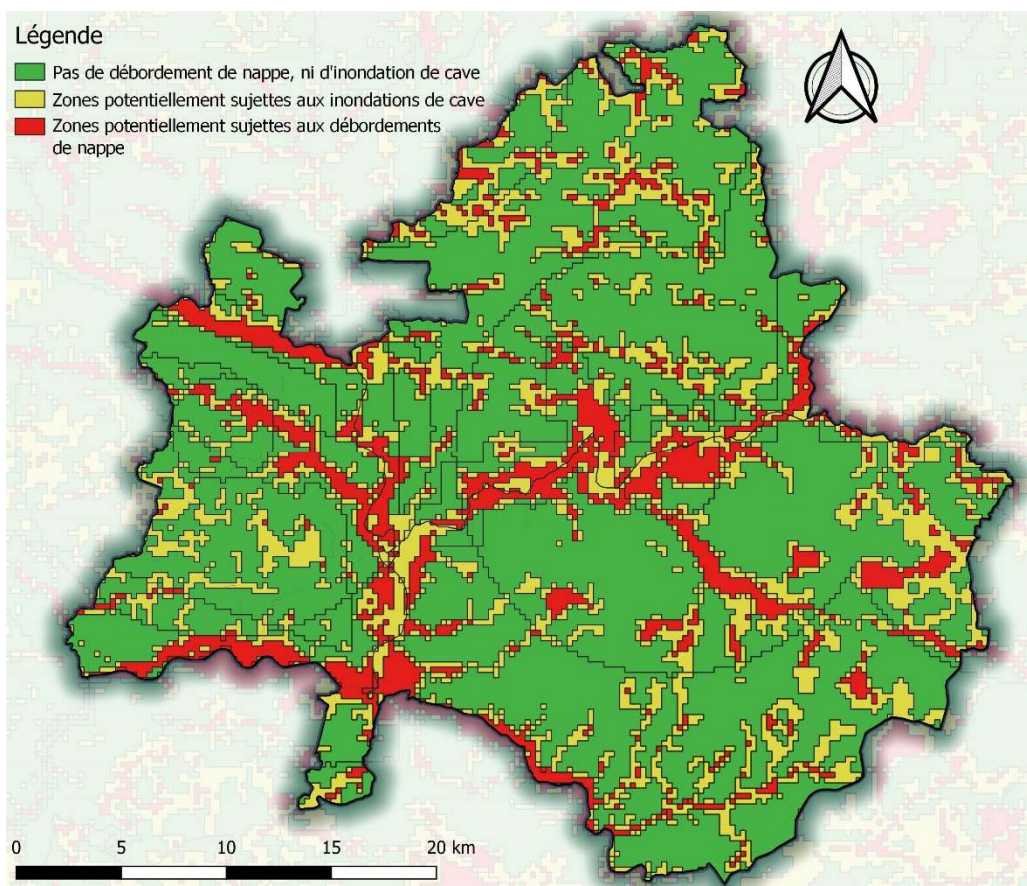 Légende
Pas de débordement de nappe, ni d'inondation de cave
Zones potentiellement sujettes aux inondations de cave
Zones potentiellement sujettes aux débordements
de nappe
0 5 10 15 20 km